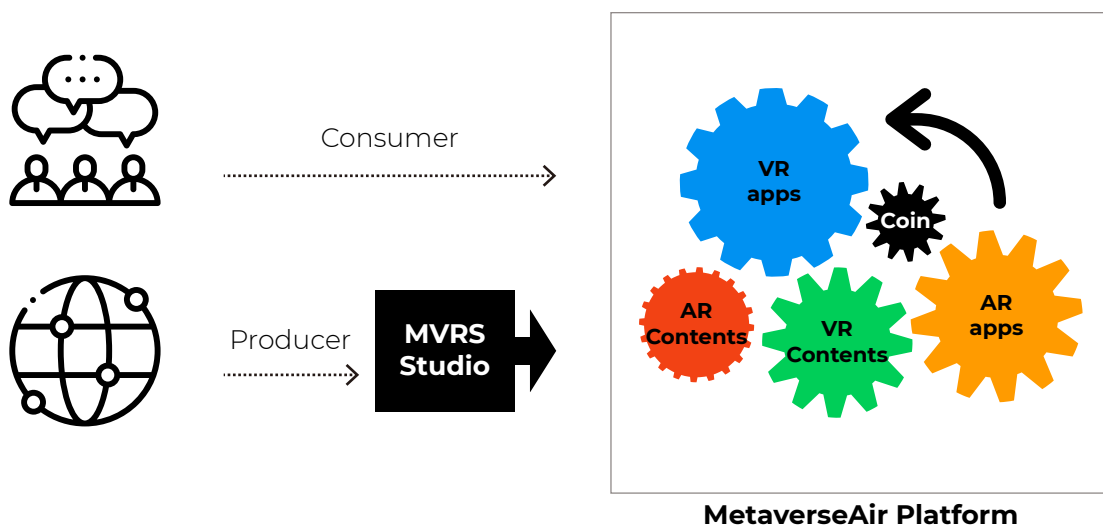 Consumer
Producer
MVRS
Studio
VR
apps
Coin
AR
Contents
VR
Contents
AR
apps
MetaverseAir Platform